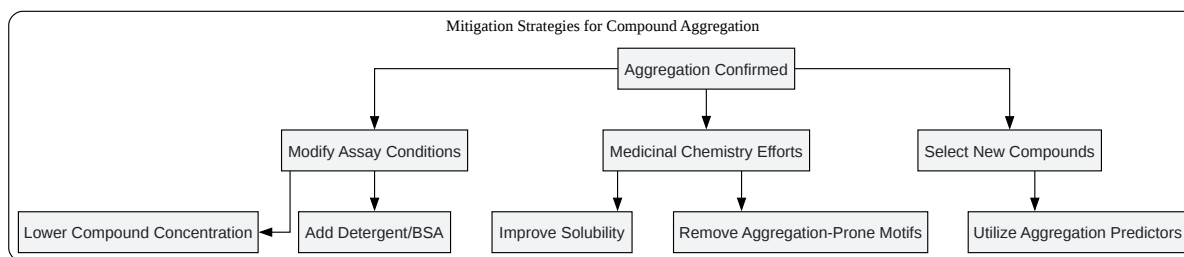 Mitigation Strategies for Compound Aggregation
Aggregation Confirmed
Modify Assay Conditions
Medicinal Chemistry Efforts
Select New Compounds
Lower Compound Concentration
Add Detergent/BSA
Improve Solubility
Remove Aggregation-Prone Motifs
Utilize Aggregation Predictors